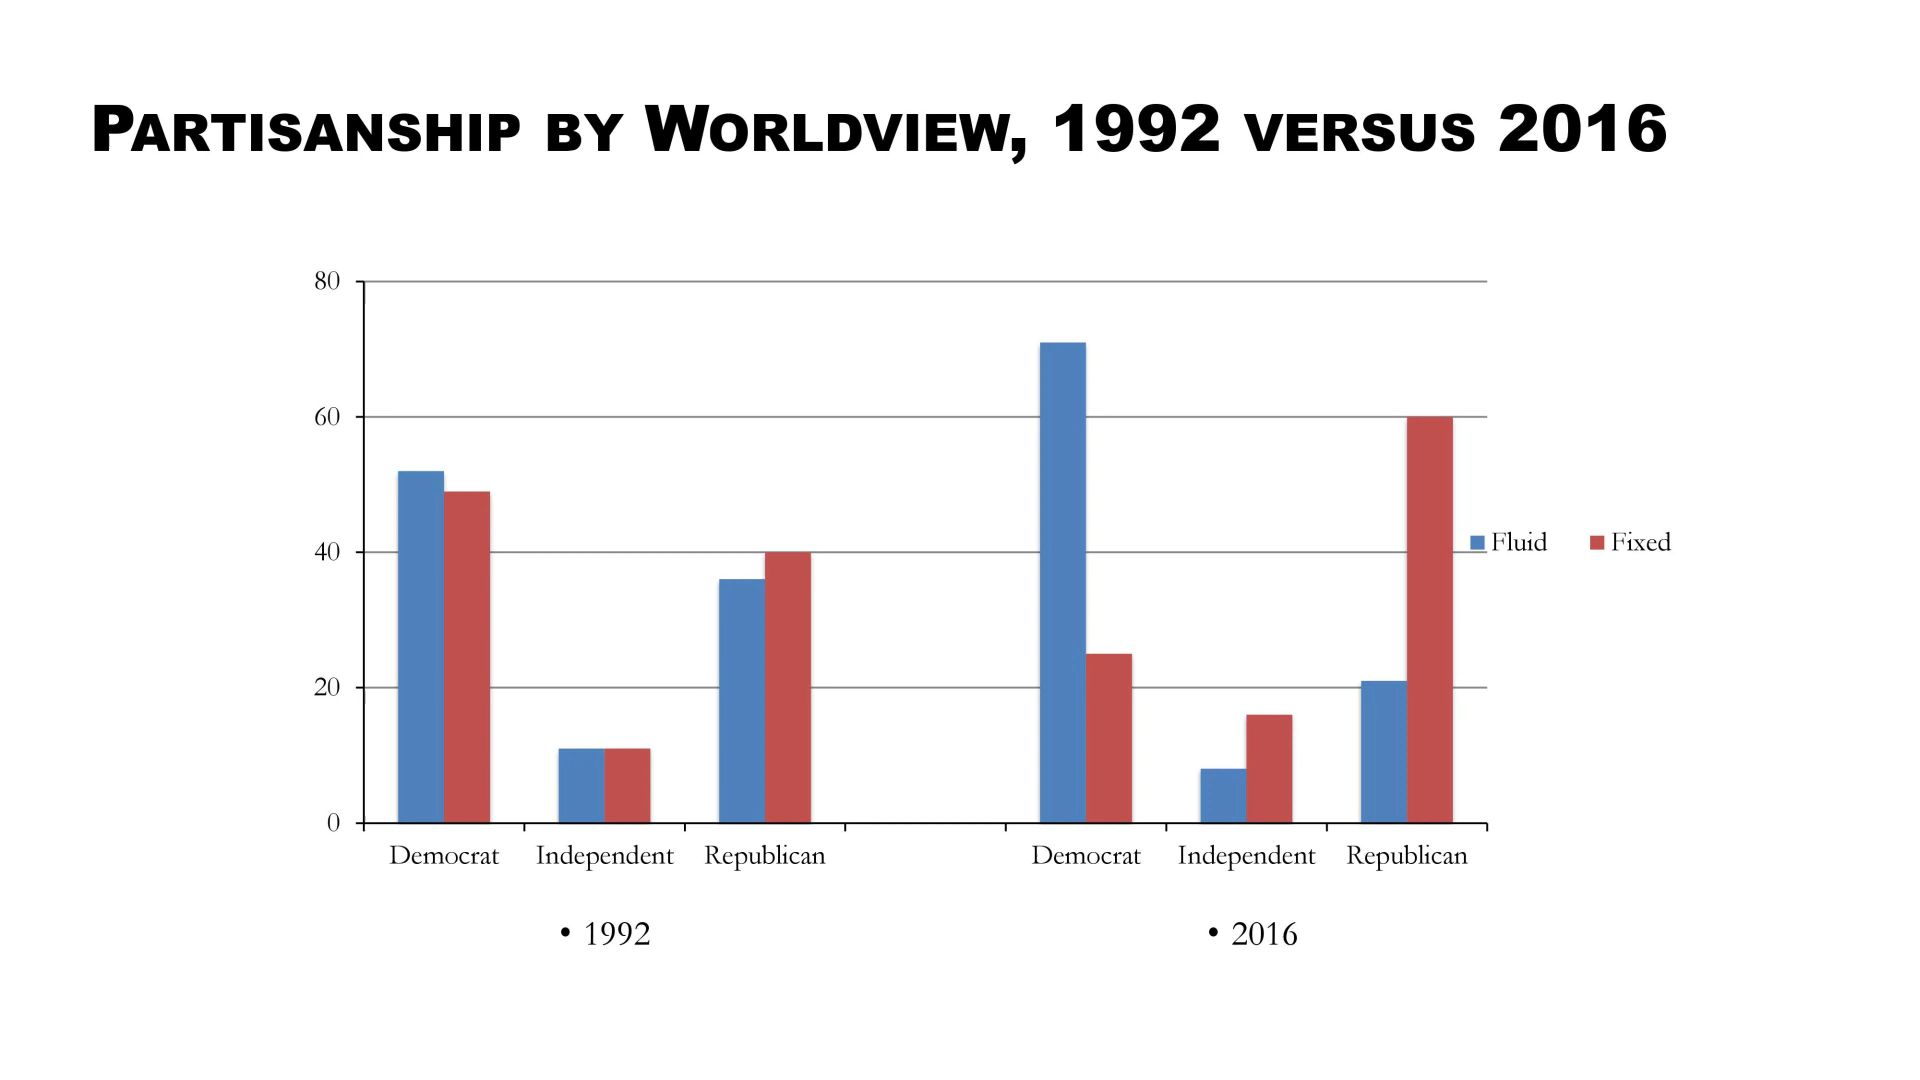 PARTISANSHIP BY WORLDVIEW, 1992 VERSUS 2016
80
60
40
20
0
Fluid Fixed
Democrat Independent Republican Democrat Independent Republican
• 1992 • 2016